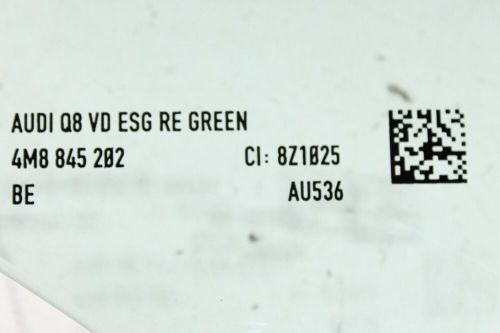 AUDI Q8 VD ESG RE GREEN
4M8 845 202 CI: 8Z1025
BE AU536